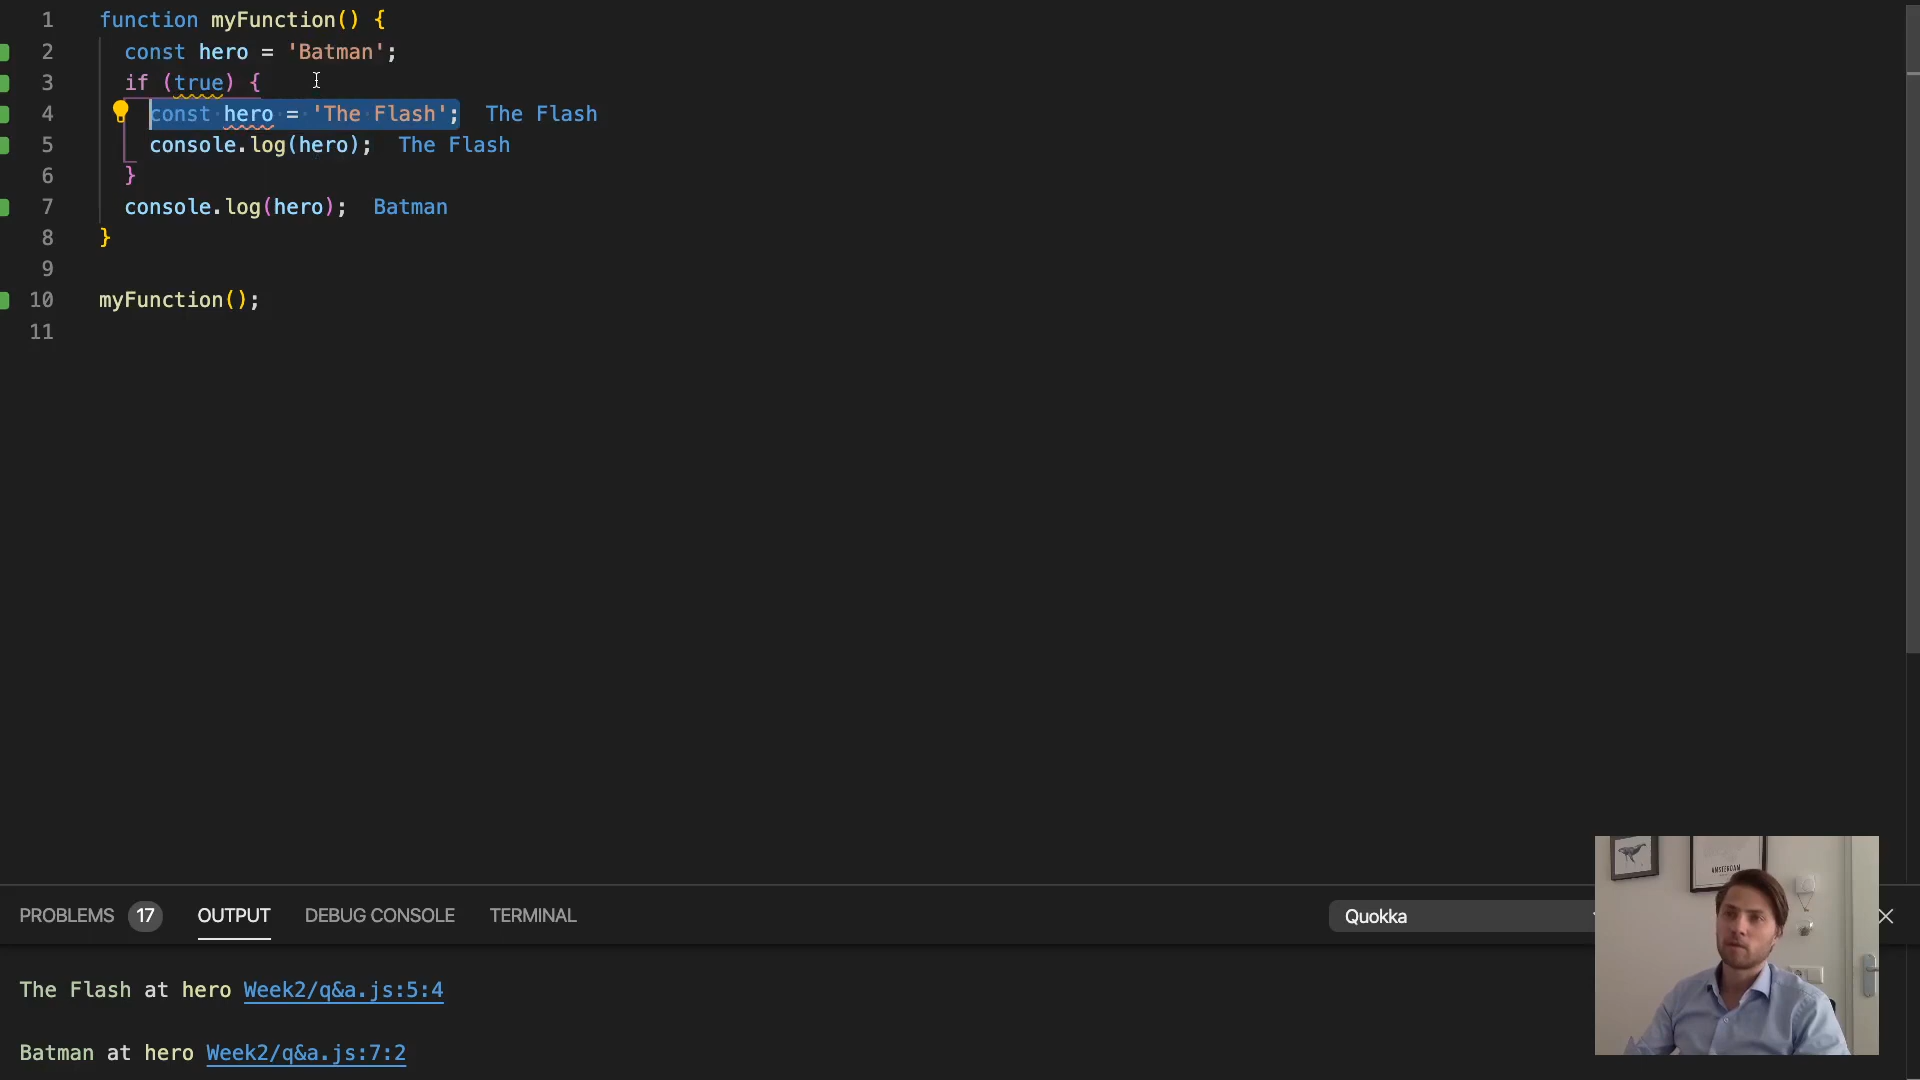 1 function myFunction() {
2 const hero = 'Batman';
3 if (true) {
4 const hero = 'The Flash'; The Flash
5 console.log(hero); The Flash
6 }
7 console.log(hero); Batman
8 }
9
10 myFunction();
11
PROBLEMS 17 OUTPUT DEBUG CONSOLE TERMINAL Quokka
The Flash at hero Week2/q&a.js:5:4
Batman at hero Week2/q&a.js:7:2
AMSTERDAM